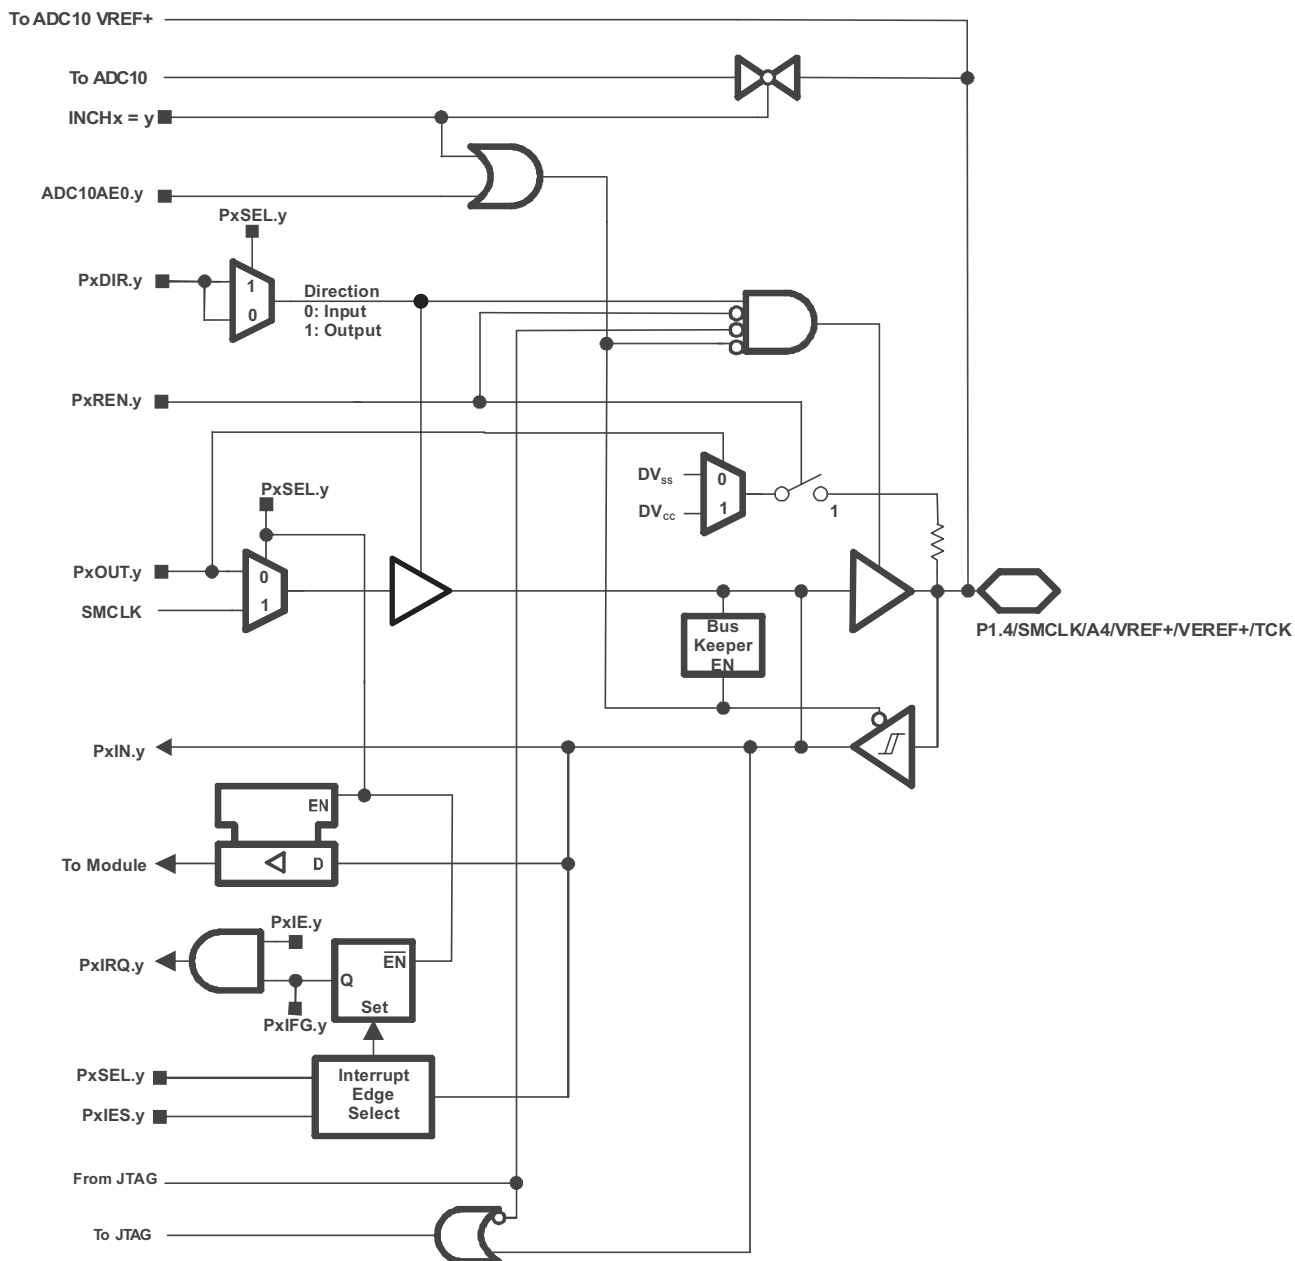 To ADC10 VREF+
To ADC10
INCHx = y
ADC10AE0.y
PxSEL.y
PxDIR.y
1
0
Direction
0: Input
1: Output
PxREN.y
DVss
0
DVcc
1
1
PxSEL.y
PxOUT.y
0
SMCLK
1
Bus
Keeper
EN
P1.4/SMCLK/A4/VREF+/VEREF+/TCK
PxIN.y
EN
To Module
D
PxIE.y
PxIRQ.y
EN
Q
Set
PxIFG.y
PxSEL.y
PxIES.y
Interrupt
Edge
Select
From JTAG
To JTAG